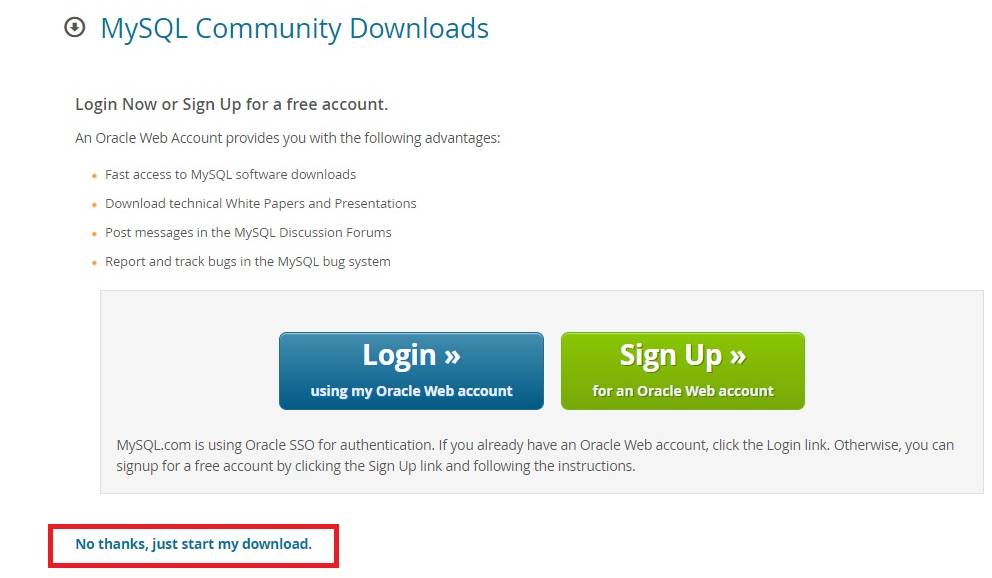 MySQL Community Downloads
Login Now or Sign Up for a free account.
An Oracle Web Account provides you with the following advantages:
Fast access to MySQL software downloads
Download technical White Papers and Presentations
Post messages in the MySQL Discussion Forums
Report and track bugs in the MySQL bug system
Login »
using my Oracle Web account
Sign Up »
for an Oracle Web account
MySQL.com is using Oracle SSO for authentication. If you already have an Oracle Web account, click the Login link. Otherwise, you can
signup for a free account by clicking the Sign Up link and following the instructions.
No thanks, just start my download.